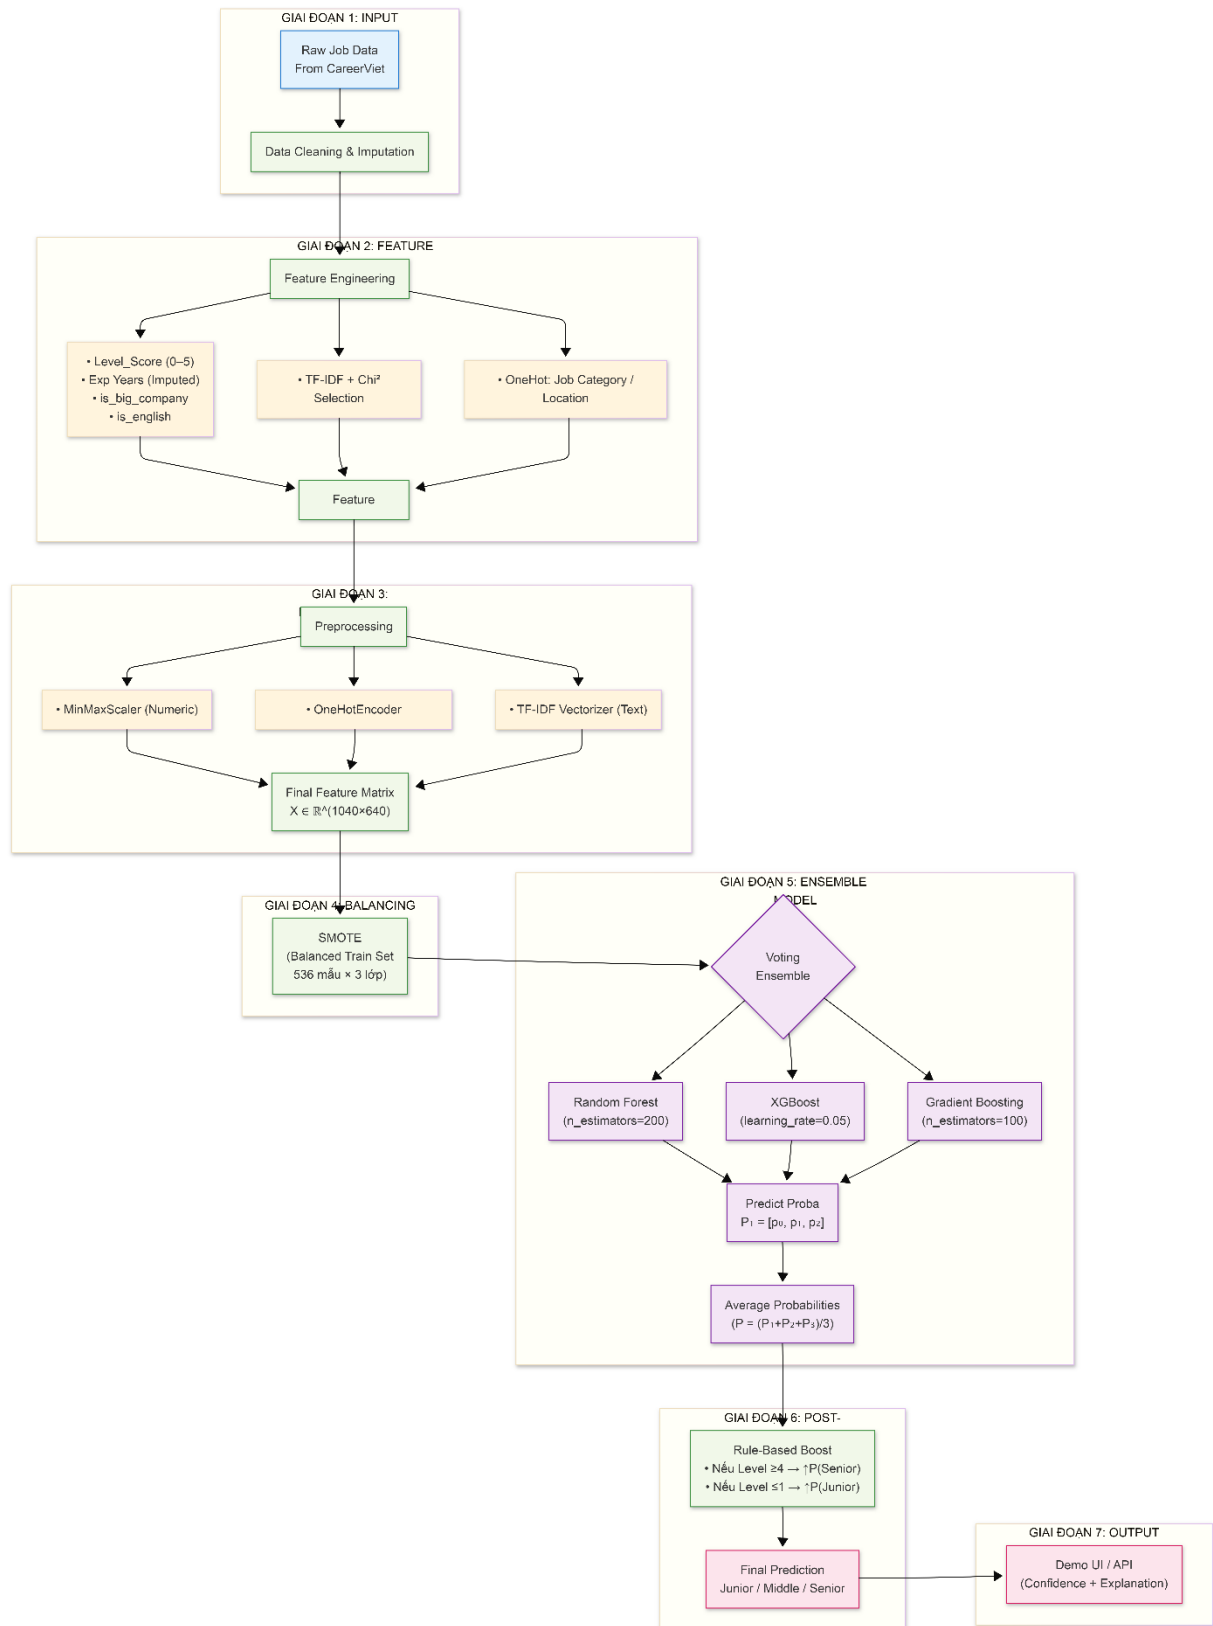 GIAI ĐOẠN 1: INPUT
Raw Job Data
From CareerViet
Data Cleaning & Imputation
GIAI ĐOẠN 2: FEATURE
Feature Engineering
• Level_Score (0–5)
• Exp Years (Imputed)
• is_big_company
• is_english
• TF-IDF + Chi²
Selection
• OneHot: Job Category /
Location
Feature
GIAI ĐOẠN 3:
Preprocessing
• MinMaxScaler (Numeric)
• OneHotEncoder
• TF-IDF Vectorizer (Text)
Final Feature Matrix
X ∈ ℝ^(1040×640)
GIAI ĐOẠN 4: BALANCING
SMOTE
(Balanced Train Set
536 mẫu × 3 lớp)
GIAI ĐOẠN 5: ENSEMBLE
MODEL
Voting
Ensemble
Random Forest
(n_estimators=200)
XGBoost
(learning_rate=0.05)
Gradient Boosting
(n_estimators=100)
Predict Proba
P₁ = [p₀, p₁, p₂]
Average Probabilities
(P = (P₁+P₂+P₃)/3)
GIAI ĐOẠN 6: POST-
Rule-Based Boost
• Nếu Level ≥4 → ↑P(Senior)
• Nếu Level ≤1 → ↑P(Junior)
Final Prediction
Junior / Middle / Senior
GIAI ĐOẠN 7: OUTPUT
Demo UI / API
(Confidence + Explanation)